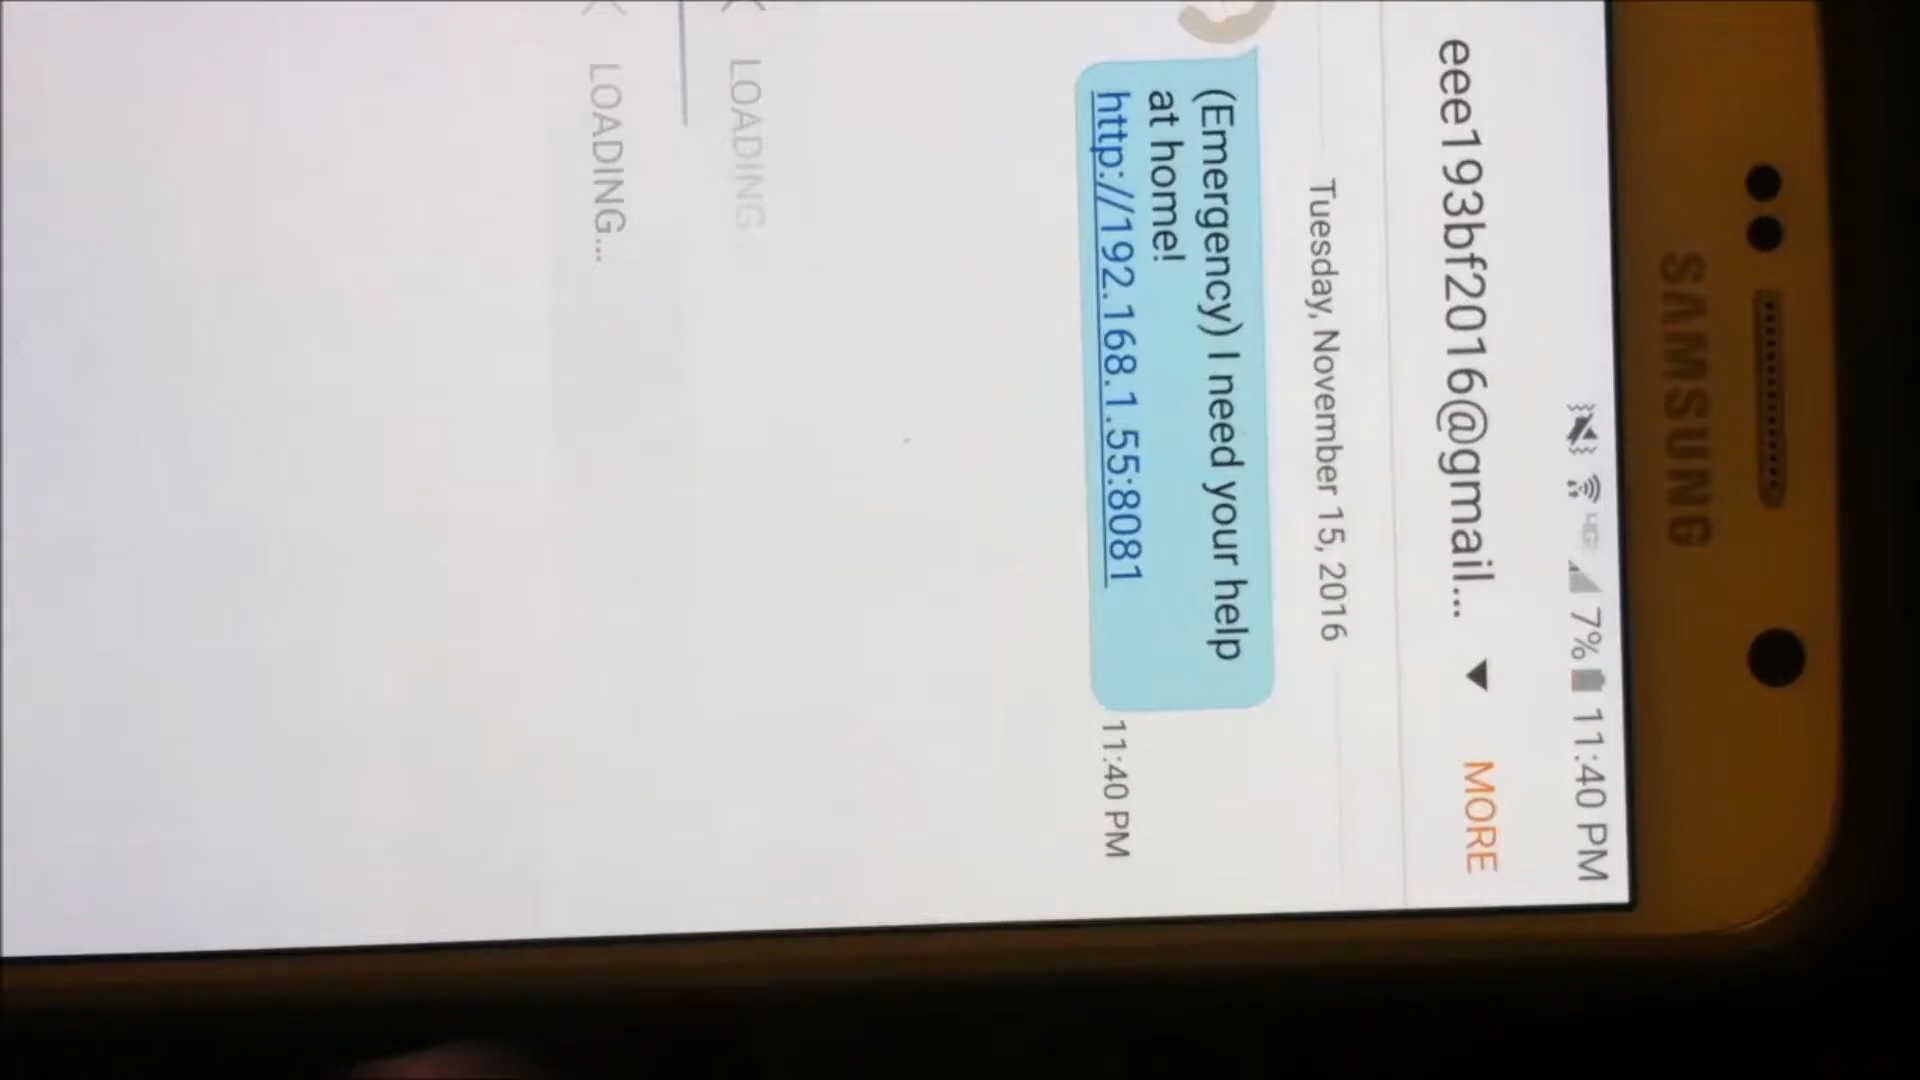 SAMSUNG
7% 11:40 PM
eee193bf2016@gmail... MORE
Tuesday, November 15, 2016
(Emergency) I need your help
at home!
http://192.168.1.55:8081
11:40 PM
LOADING
LOADING...